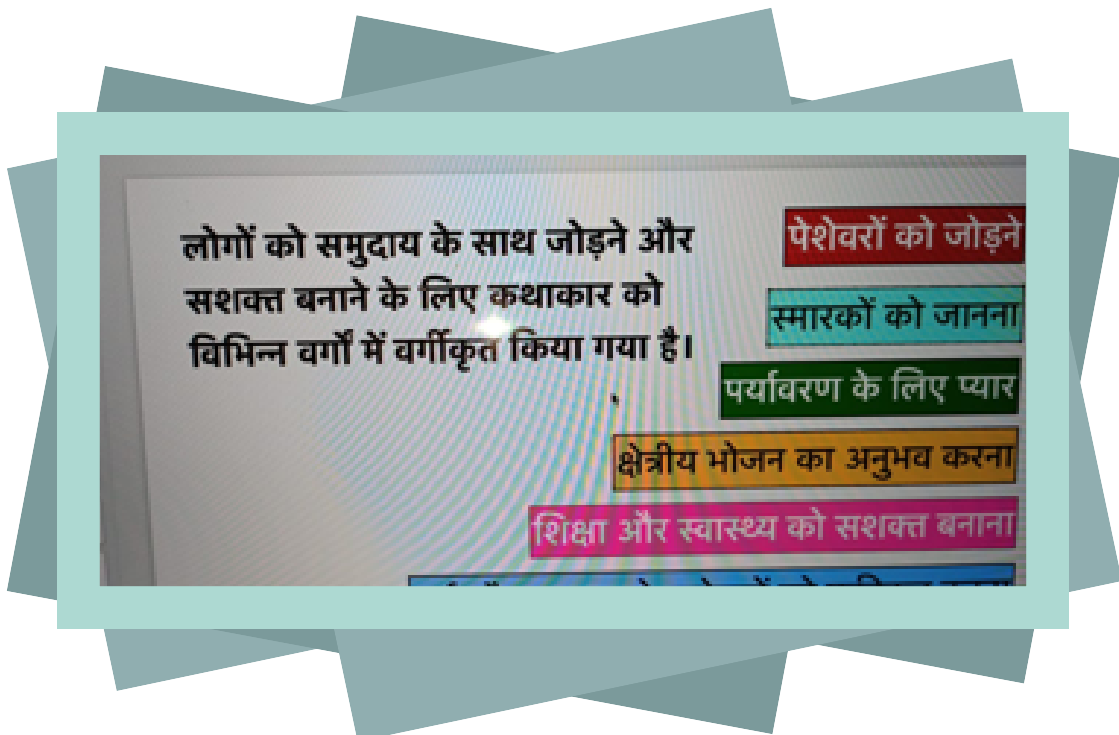 लोगों को समुदाय के साथ जोड़ने और
सशक्त बनाने के लिए कथाकार को
विभिन्न वर्गों में वर्गीकृत किया गया है।
पेशेवरों को जोड़ने
स्मारकों को जानना
पर्यावरण के लिए प्यार
क्षेत्रीय भोजन का अनुभव करना
शिक्षा और स्वास्थ्य को सशक्त बनाना